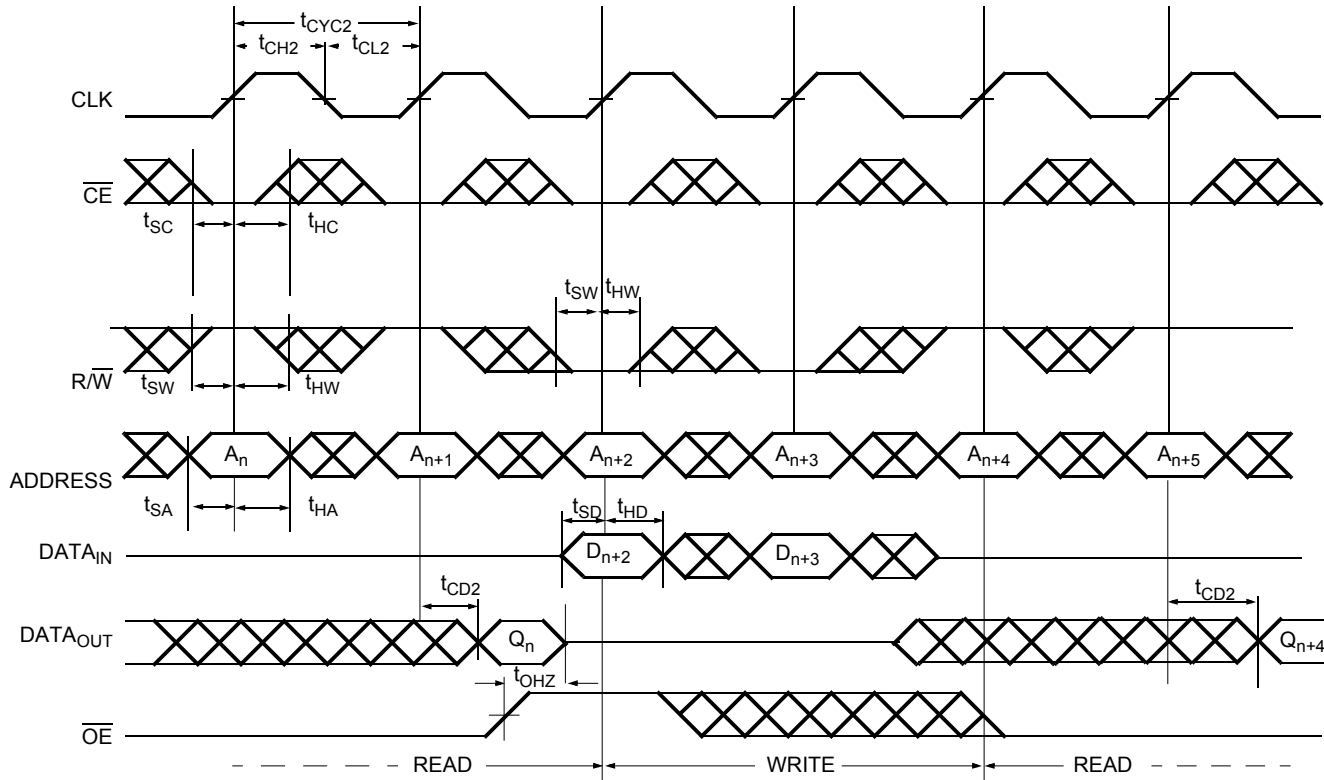 tCYC2
tCH2 tCL2
CLK
CE
tSC tHC
tSW tHW
R/W
tSW tHW
An An+1 An+2 An+3 An+4 An+5
ADDRESS
tSA tHA
tSD tHD
DATAIN
Dn+2 Dn+3
tCD2 tCD2
DATAOUT
Qn Qn+4
tOHZ
OE
READ WRITE READ